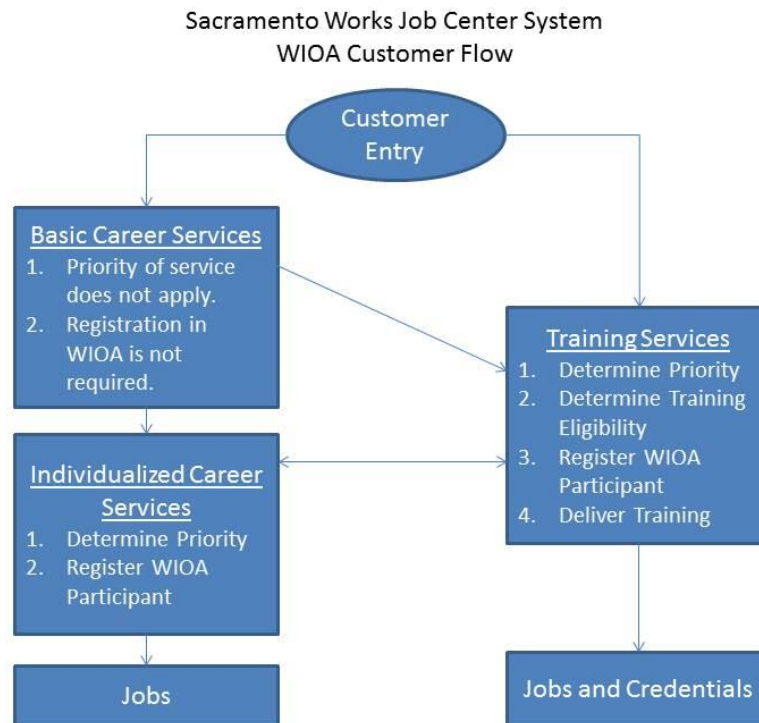 Sacramento Works Job Center System
WIOA Customer Flow
Customer
Entry
Basic Career Services
1. Priority of service
does not apply.
2. Registration in
WIOA is not
required.
Training Services
1. Determine Priority
2. Determine Training
Eligibility
3. Register WIOA
Participant
4. Deliver Training
Individualized Career
Services
1. Determine Priority
2. Register WIOA
Participant
Jobs
Jobs and Credentials